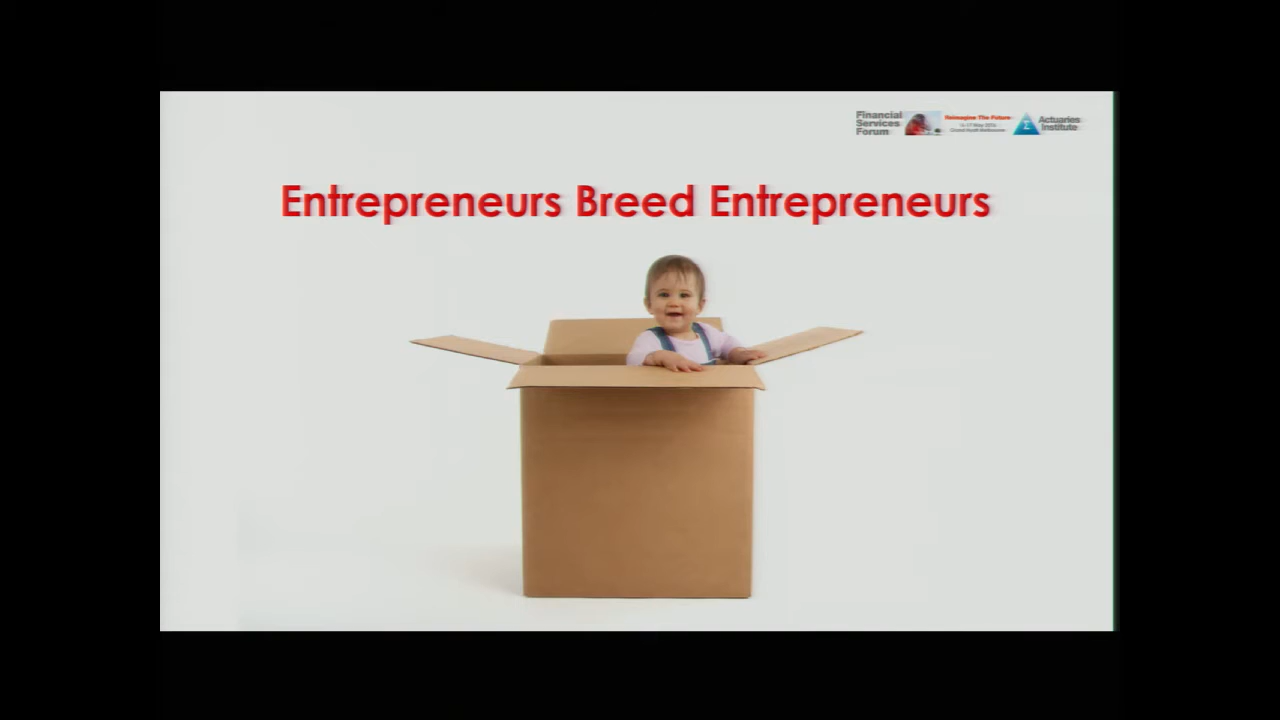 Financial
Services
Forum
Reimagine The Future
Actuaries
Institute
Entrepreneurs Breed Entrepreneurs